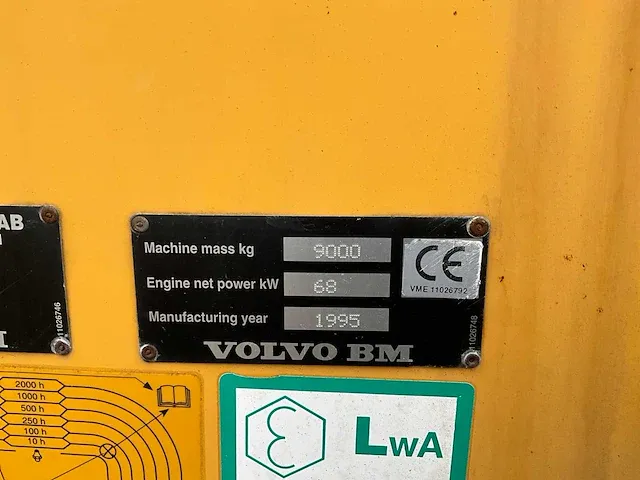 AB
Machine mass kg 9000
Engine net power kW 68
Manufacturing year 1995
CE
VME 11026792
11026746
11026748
VOLVO BM
2000 h
1000 h
500 h
250 h
100 h
10 h
LWA